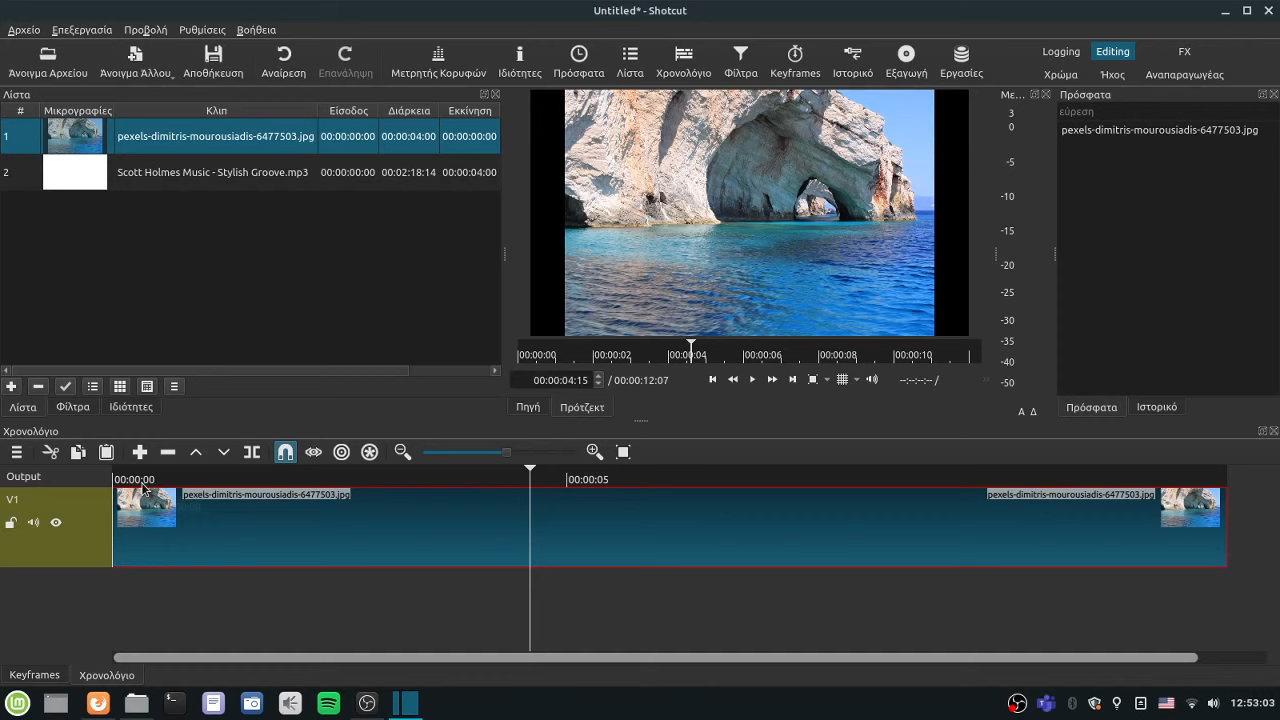 Untitled* - Shotcut
Αρχείο Επεξεργασία Προβολή Ρυθμίσεις Βοήθεια
Άνοιγμα Αρχείου Άνοιγμα Άλλου.. Αποθήκευση Αναίρεση Επανάληψη Μετρητής Κορυφών Ιδιότητες Πρόσφατα Λίστα Χρονολόγιο Φίλτρα Keyframes Ιστορικό Εξαγωγή Εργασίες
Logging Editing FX
Χρώμα Ήχος Αναπαραγωγέας
Λίστα
# Μικρογραφίες Κλιπ Είσοδος Διάρκεια Εκκίνηση
1 pexels-dimitris-mourousiadis-6477503.jpg 00:00:00:00 00:00:04:00 00:00:00:00
2 Scott Holmes Music - Stylish Groove.mp3 00:00:00:00 00:02:18:14 00:00:04:00
Λίστα Φίλτρα Ιδιότητες
00:00:00 00:00:02 00:00:04 00:00:06 00:00:08 00:00:10
00:00:04:15 / 00:00:12:07 --:--:--:-- /
Πηγή Πρότζεκτ
Με...
3
0
-5
-10
-15
-20
-25
-30
-35
-40
-50
Α Δ
Πρόσφατα
εύρεση
pexels-dimitris-mourousiadis-6477503.jpg
Πρόσφατα Ιστορικό
Χρονολόγιο
Output 00:00:00 00:00:05
V1 pexels-dimitris-mourousiadis-6477503.jpg pexels-dimitris-mourousiadis-6477503.jpg
Keyframes Χρονολόγιο
12:53:03